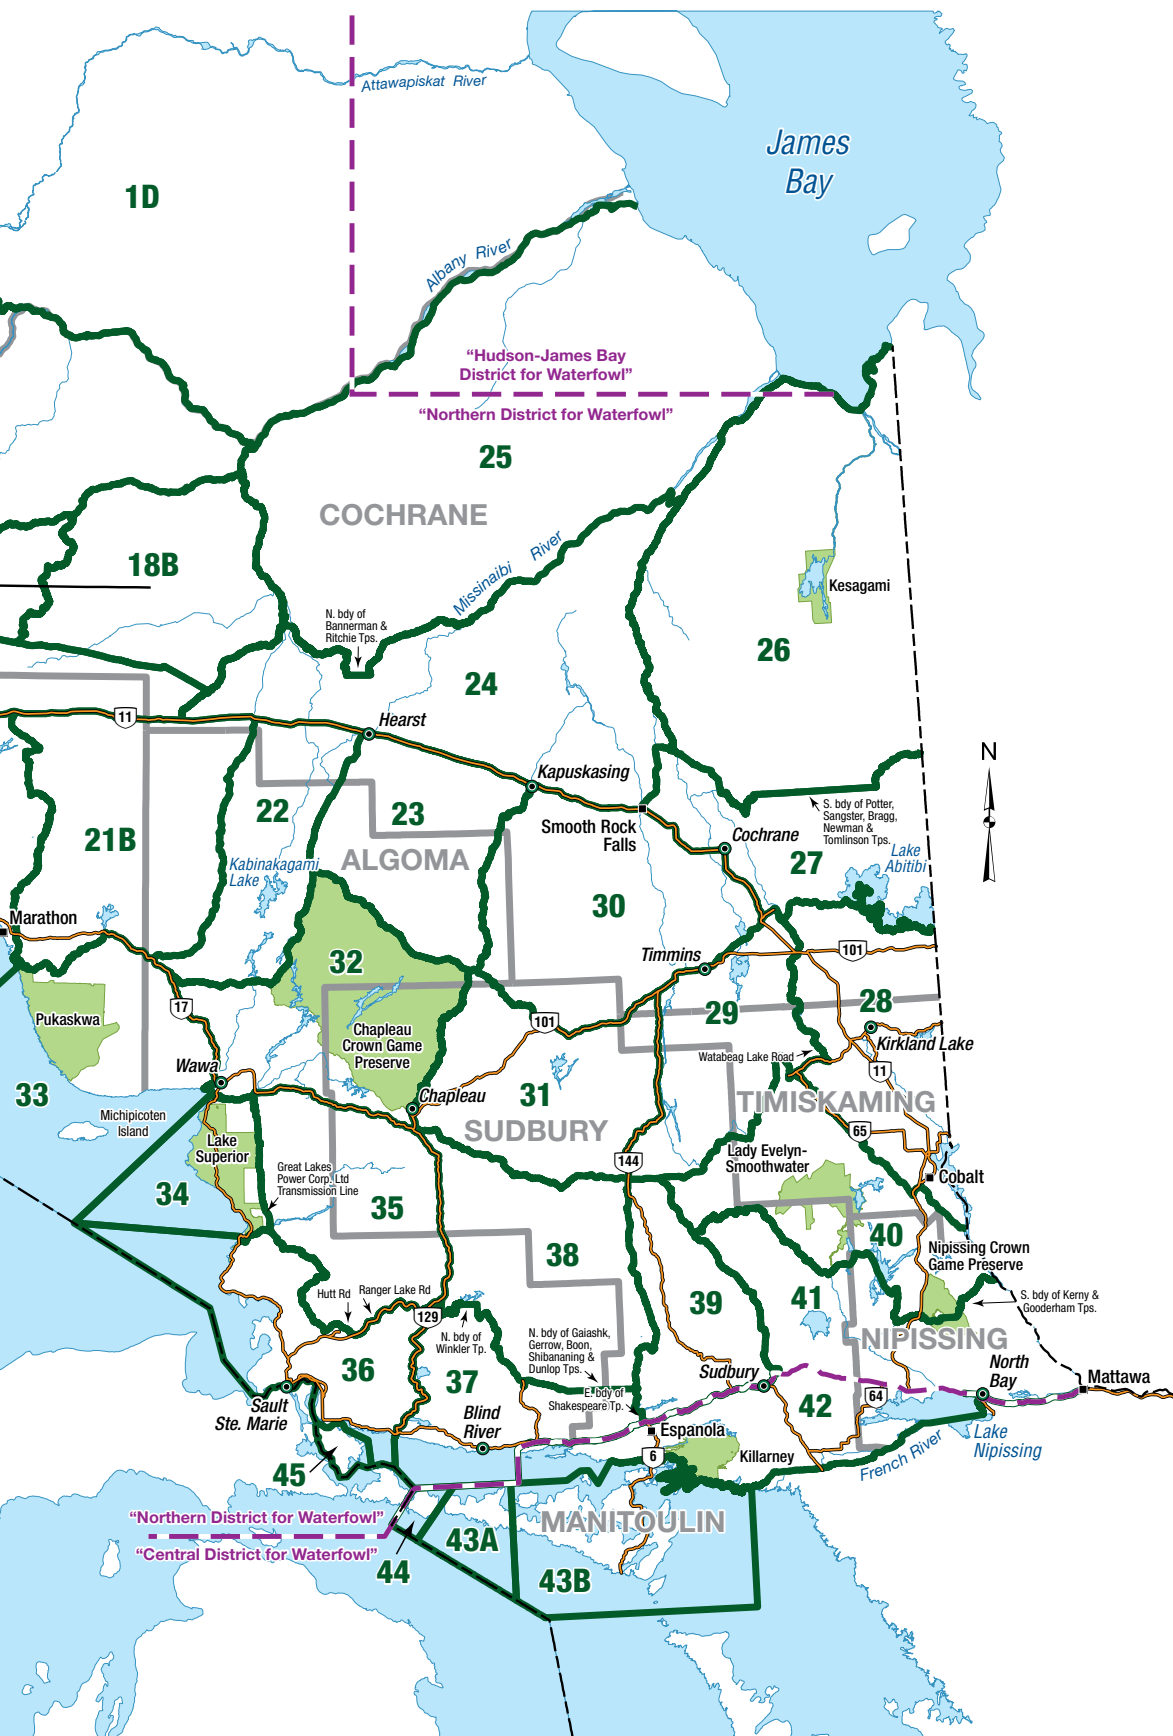 Attawapiskat River
James
Bay
1D
Albany River
“Hudson-James Bay
District for Waterfowl”
“Northern District for Waterfowl”
25
COCHRANE
18B
Missinaibi River
Kesagami
N. bdy of
Bannerman &
Ritchie Tps.
26
24
11
Hearst
N
Kapuskasing
22
23
S. bdy of Potter,
Sangster, Bragg,
Newman &
Tomlinson Tps.
Smooth Rock
Falls
Cochrane
21B
ALGOMA
27
Lake
Abitibi
Kabinakagami
Lake
30
Marathon
101
Timmins
32
17
28
Pukaskwa
29
101
Chapleau
Crown Game
Preserve
Kirkland Lake
Watabeag Lake Road
Wawa
11
33
Chapleau
31
TIMISKAMING
Michipicoten
Island
SUDBURY
65
Lake
Superior
144
Lady Evelyn-
Smoothwater
Great Lakes
Power Corp. Ltd
Transmission Line
Cobalt
34
35
40
38
Nipissing Crown
Game Preserve
Hutt Rd
Ranger Lake Rd
39
41
S. bdy of Kerny &
Gooderham Tps.
129
N. bdy of
Winkler Tp.
N. bdy of Gaiashk,
Gerrow, Boon,
Shibananing &
Dunlop Tps.
NIPISSING
36
37
Sudbury
North
Bay
Mattawa
E. bdy of
Shakespeare Tp.
64
Sault
Ste. Marie
42
Blind
River
Espanola
Lake
Nipissing
6
Killarney
French River
45
“Northern District for Waterfowl”
MANITOULIN
“Central District for Waterfowl”
43A
44
43B